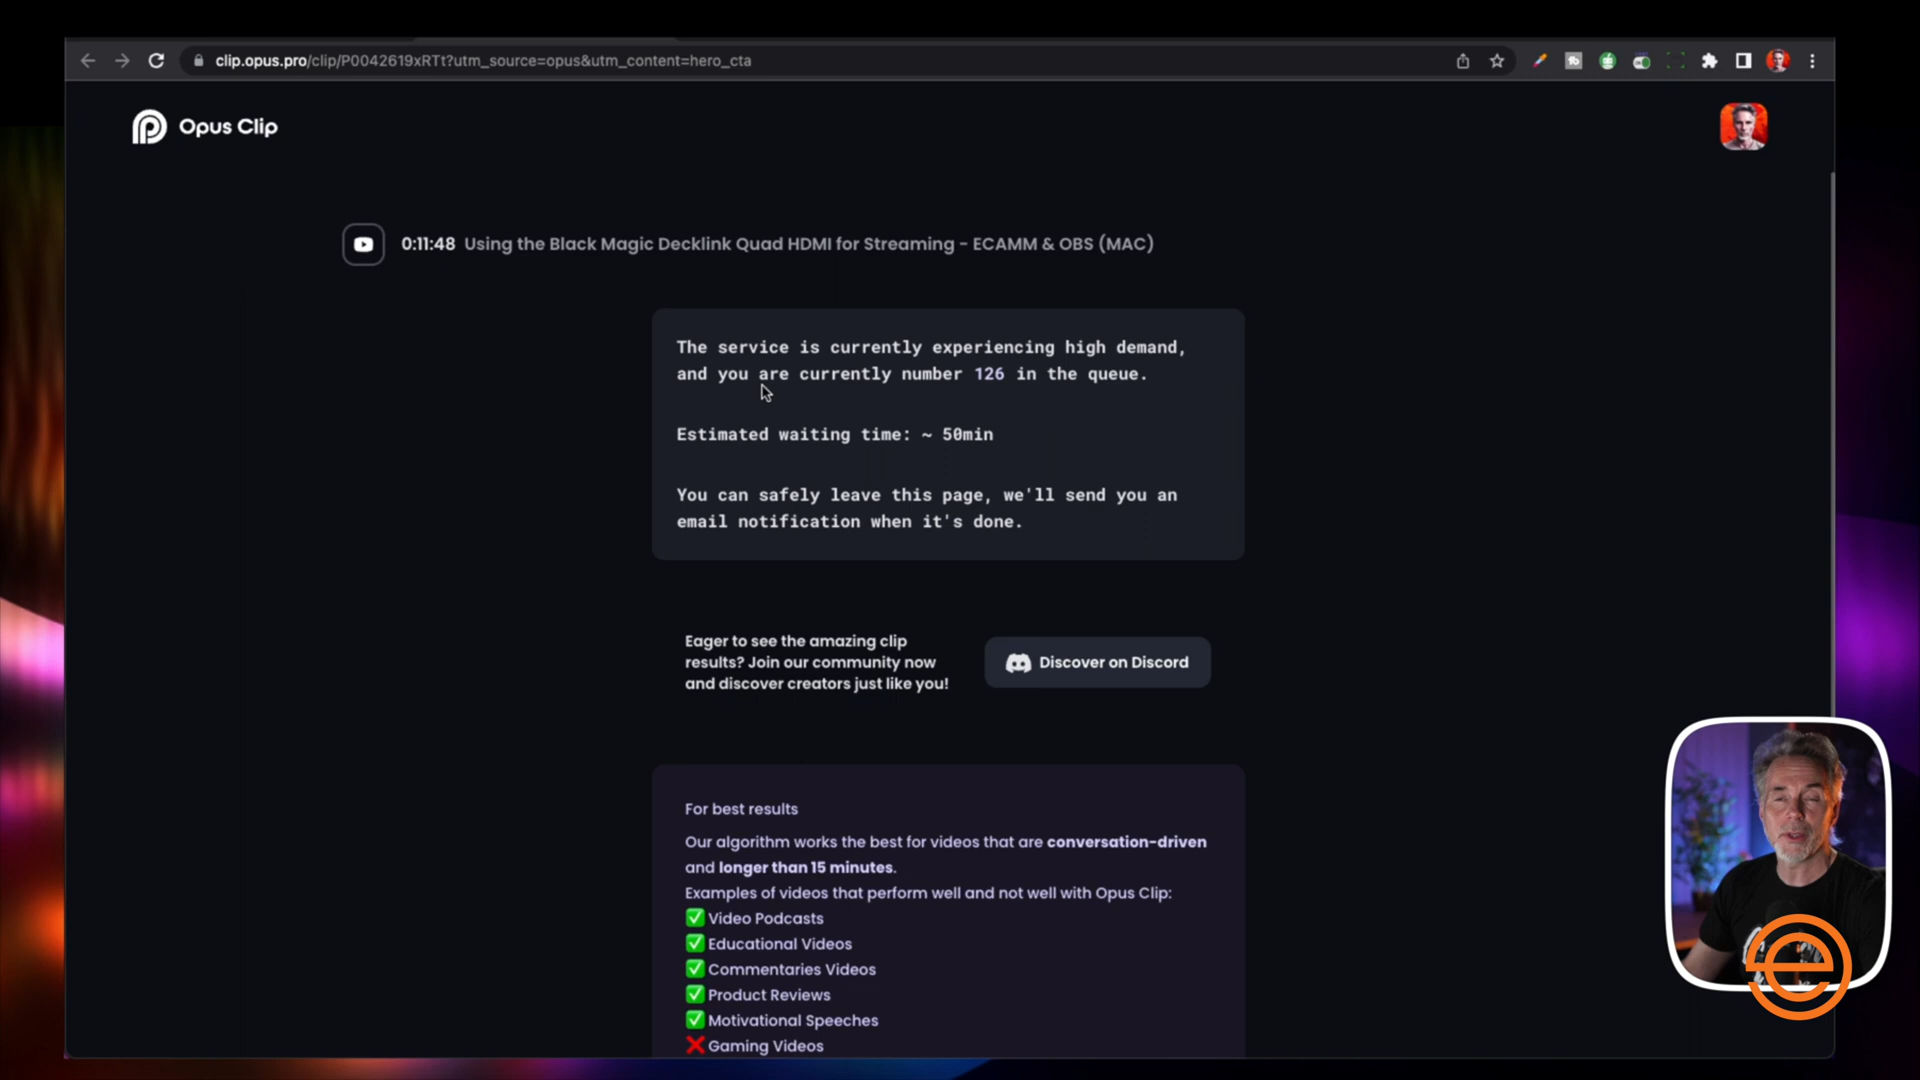 clip.opus.pro/clip/P0042619xRTt?utm_source=opus&utm_content=hero_cta
Opus Clip
0:11:48 Using the Black Magic Decklink Quad HDMI for Streaming - ECAMM & OBS (MAC)
The service is currently experiencing high demand,
and you are currently number 126 in the queue.
Estimated waiting time: ~ 50min
You can safely leave this page, we'll send you an
email notification when it's done.
Eager to see the amazing clip
results? Join our community now
and discover creators just like you!
Discover on Discord
For best results
Our algorithm works the best for videos that are conversation-driven
and longer than 15 minutes.
Examples of videos that perform well and not well with Opus Clip:
✅ Video Podcasts
✅ Educational Videos
✅ Commentaries Videos
✅ Product Reviews
✅ Motivational Speeches
❌ Gaming Videos